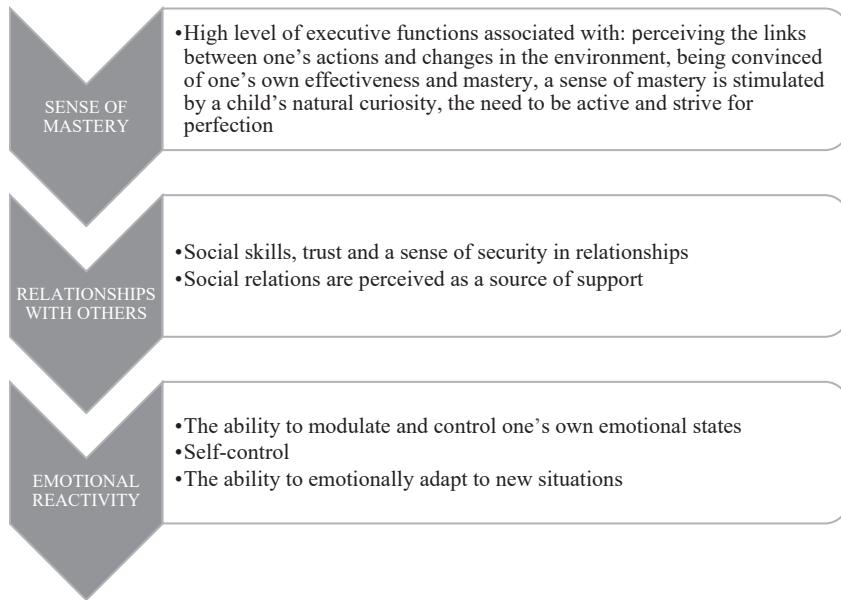 SENSE OF
MASTERY
•High level of executive functions associated with: perceiving the links
between one’s actions and changes in the environment, being convinced
of one’s own effectiveness and mastery, a sense of mastery is stimulated
by a child’s natural curiosity, the need to be active and strive for
perfection
RELATIONSHIPS
WITH OTHERS
•Social skills, trust and a sense of security in relationships
•Social relations are perceived as a source of support
EMOTIONAL
REACTIVITY
•The ability to modulate and control one’s own emotional states
•Self-control
•The ability to emotionally adapt to new situations